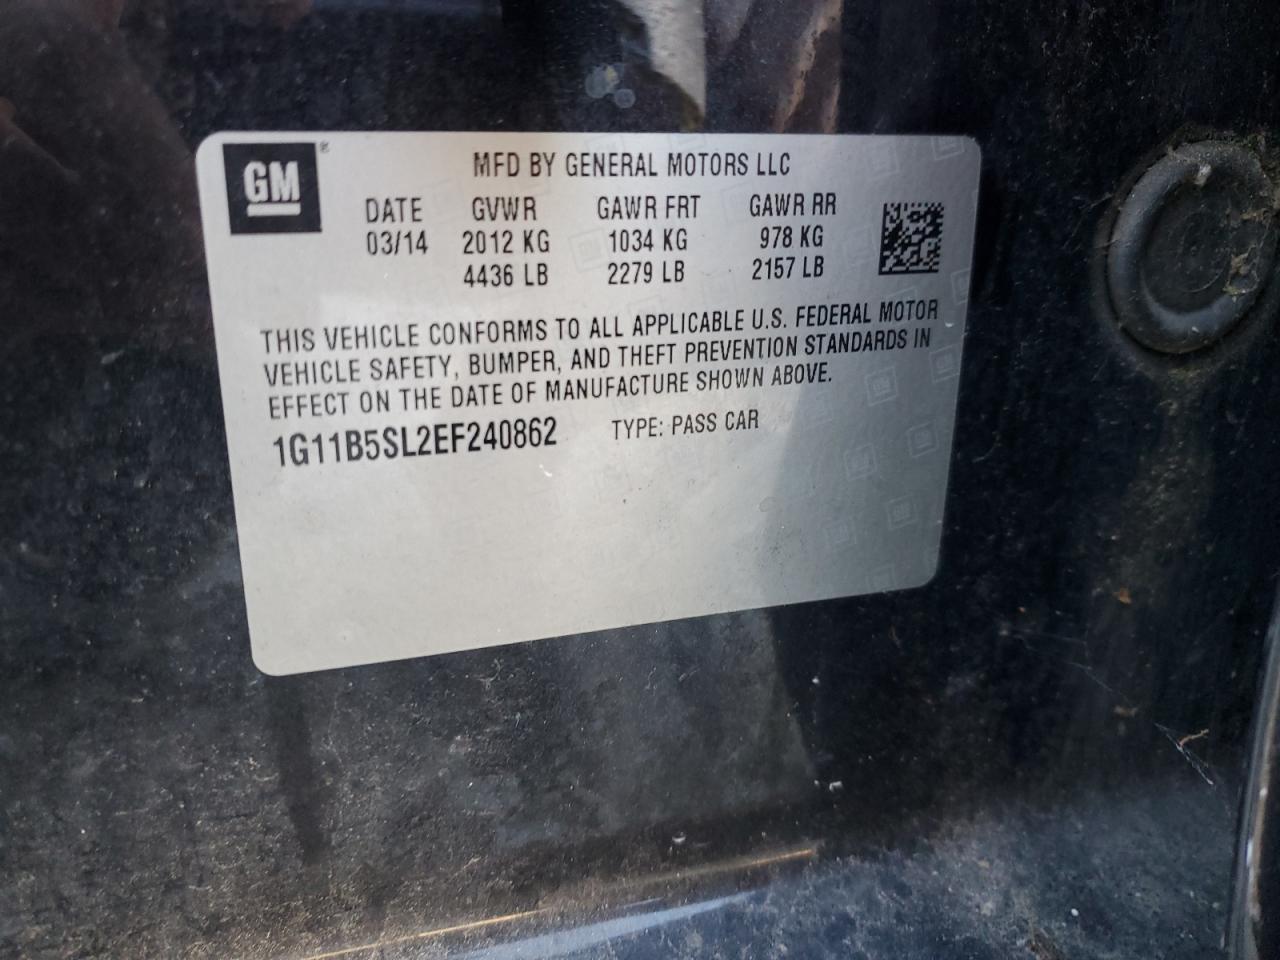 GM®
MFD BY GENERAL MOTORS LLC
DATE GVWR GAWR FRT GAWR RR
03/14 2012 KG 1034 KG 978 KG
4436 LB 2279 LB 2157 LB
THIS VEHICLE CONFORMS TO ALL APPLICABLE U.S. FEDERAL MOTOR
VEHICLE SAFETY, BUMPER, AND THEFT PREVENTION STANDARDS IN
EFFECT ON THE DATE OF MANUFACTURE SHOWN ABOVE.
1G11B5SL2EF240862 TYPE: PASS CAR